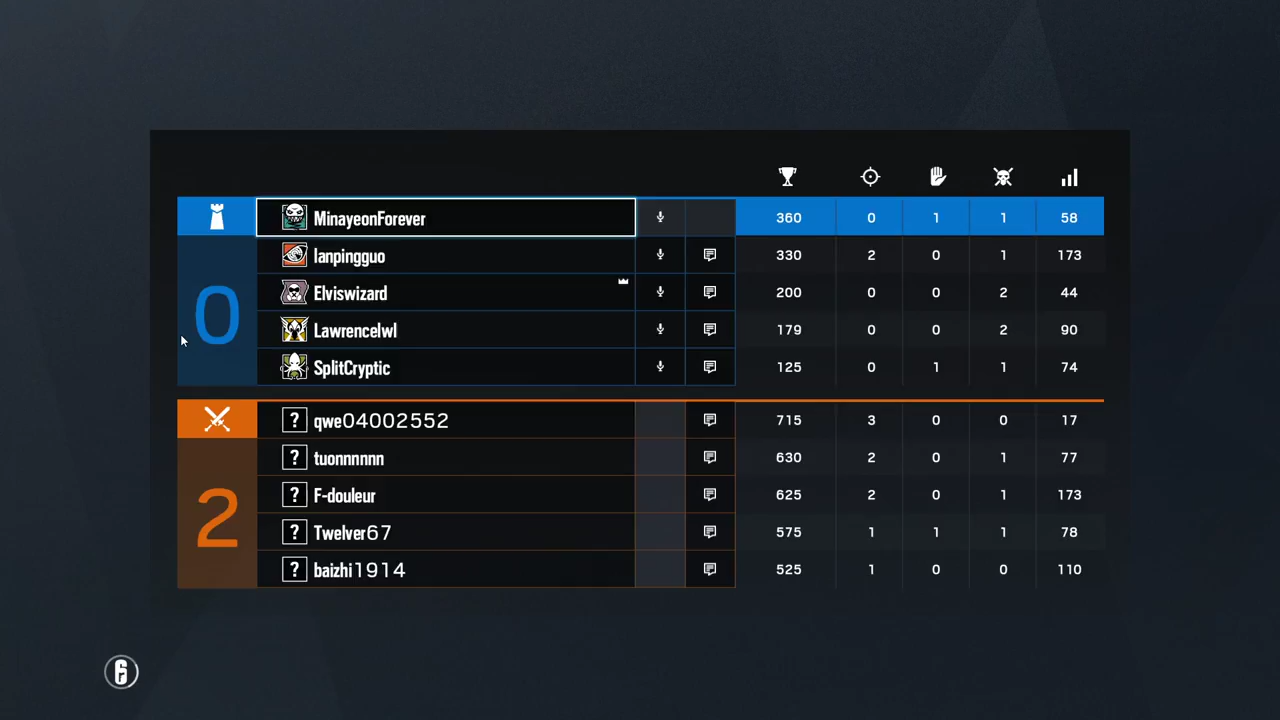 MinayeonForever 360 0 1 1 58
lanpingguo 330 2 0 1 173
0
Elviswizard 200 0 0 2 44
Lawrencelwl 179 0 0 2 90
SplitCryptic 125 0 1 1 74
? qwe04002552 715 3 0 0 17
? tuonnnnnn 630 2 0 1 77
? F-douleur 625 2 0 1 173
2
? Twelver67 575 1 1 1 78
? baizhi1914 525 1 0 0 110
6